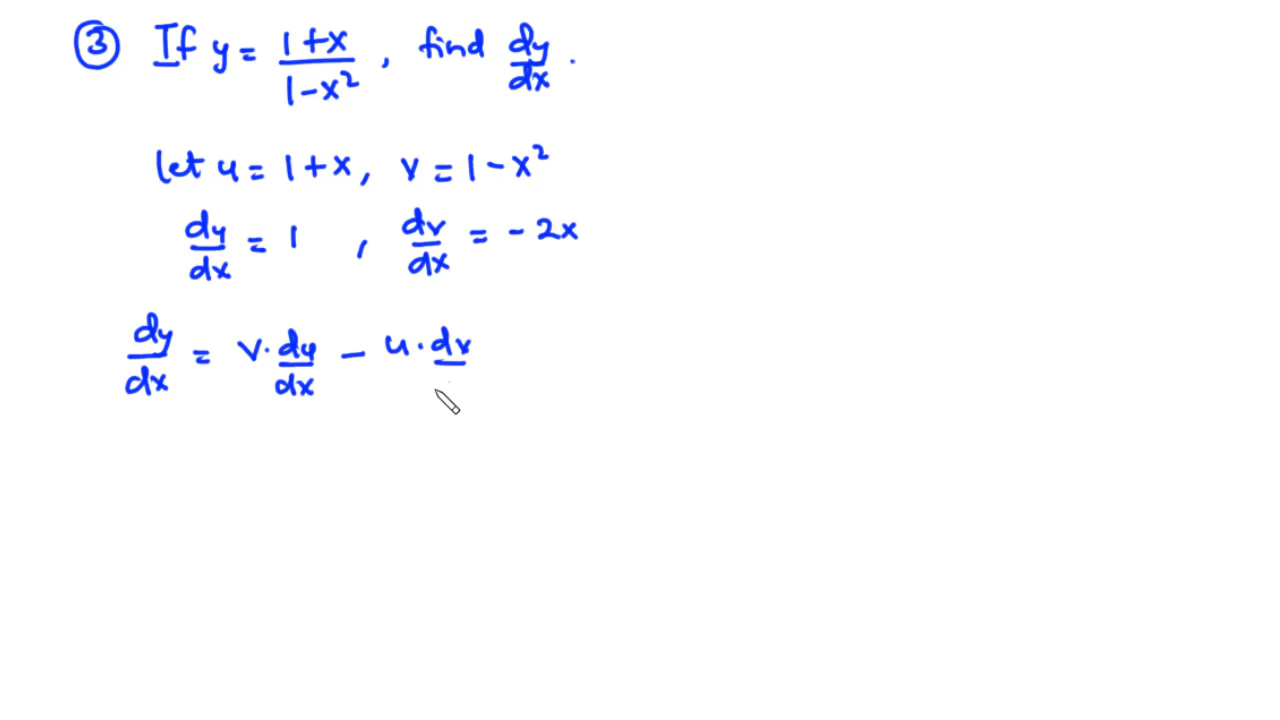 ③ If y = (1+x)/(1-x²), find dy/dx.
let u = 1+x, v = 1-x²
du/dx = 1, dv/dx = -2x
dy/dx = v·du/dx - u·dv